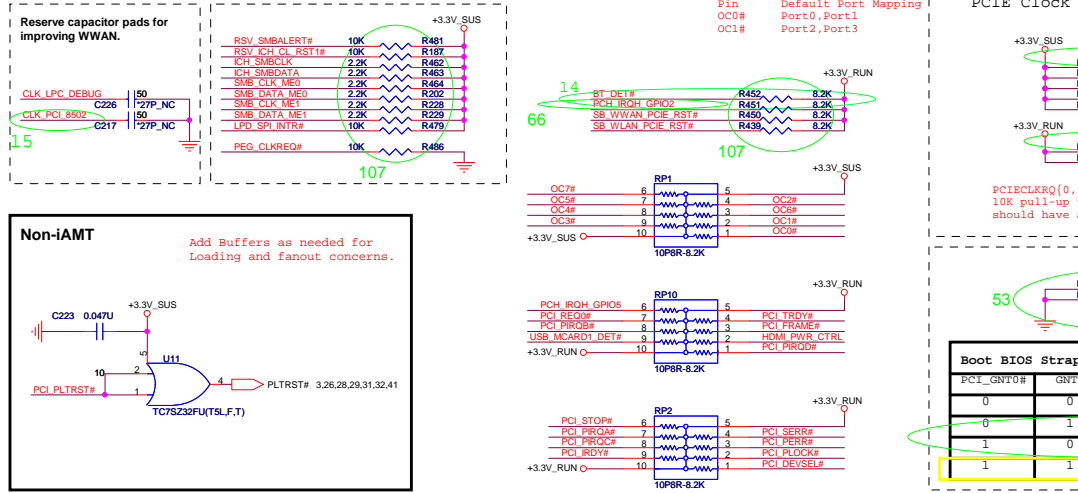 Reserve capacitor pads for
improving WWAN.
CLK_LPC_DEBUG
50
C226
*27P_NC
CLK_PCI_8502
50
C217
*27P_NC
15
+3.3V_SUS
RSV_SMBALERT# 10K R481
RSV_ICH_CL_RST1# 10K R187
ICH_SMBCLK 2.2K R462
ICH_SMBDATA 2.2K R463
SMB_CLK_ME0 2.2K R464
SMB_DATA_ME0 2.2K R202
SMB_CLK_ME1 2.2K R228
SMB_DATA_ME1 2.2K R229
LPD_SPI_INTR# 10K R479
PEG_CLKREQ# 10K R486
107
Pin Default Port Mapping
OC0# Port0,Port1
OC1# Port2,Port3
+3.3V_RUN
14
66
BT_DET# R452 8.2K
PCH_IRQH_GPIO2 R451 8.2K
SB_WWAN_PCIE_RST# R450 8.2K
SB_WLAN_PCIE_RST# R439 8.2K
107
PCIE Clock
+3.3V_SUS
+3.3V_RUN
PCIECLKRQ{0,
10K pull-up
should have
Non-iAMT
Add Buffers as needed for
Loading and fanout concerns.
+3.3V_SUS
C223 0.047U
U11
5
10
2
PCI_PLTRST#
1
4
PLTRST# 3,26,28,29,31,32,41
TC7SZ32FU(T5L,F,T)
+3.3V_SUS
RP1
OC7# 6 5
OC5# 7 4 OC2#
OC4# 8 3 OC6#
OC3# 9 2 OC1#
+3.3V_SUS 10 1 OC0#
10P8R-8.2K
+3.3V_RUN
RP10
PCH_IRQH_GPIO5 6 5
PCI_REQ0# 7 4 PCI_TRDY#
PCI_PIRQB# 8 3 PCI_FRAME#
USB_MCARD1_DET# 9 2 HDMI_PWR_CTRL
+3.3V_RUN 10 1 PCI_PIRQD#
10P8R-8.2K
+3.3V_RUN
RP2
PCI_STOP# 6 5
PCI_PIRQA# 7 4 PCI_SERR#
PCI_PIRQC# 8 3 PCI_PERR#
PCI_IRDY# 9 2 PCI_PLOCK#
+3.3V_RUN 10 1 PCI_DEVSEL#
10P8R-8.2K
53
Boot BIOS Strap
PCI_GNT0# GNT
0 0
0 1
1 0
1 1